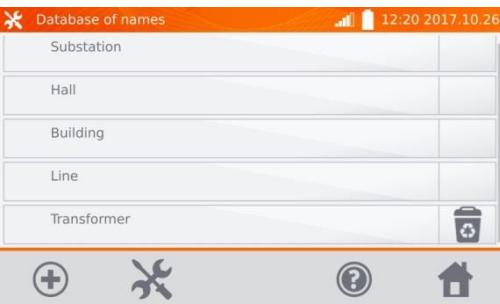 Database of names 12:20 2017.10.26
Substation
Hall
Building
Line
Transformer